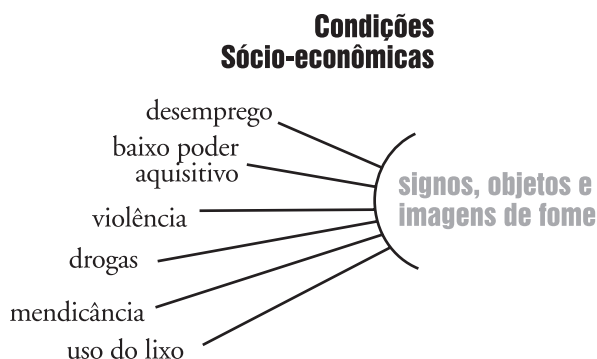 Condições
Sócio-econômicas
desemprego
baixo poder
aquisitivo
violência
drogas
mendicância
uso do lixo
signos, objetos e
imagens de fome